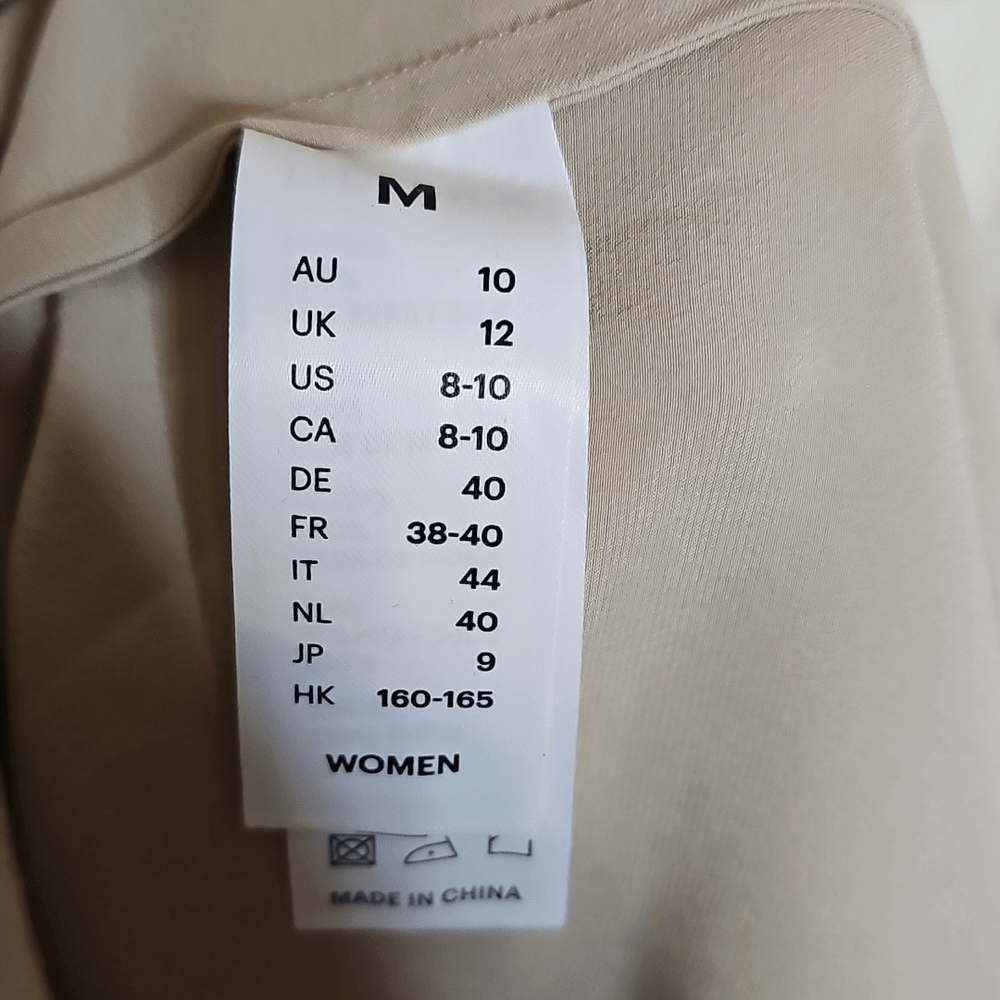 M
AU 10
UK 12
US 8-10
CA 8-10
DE 40
FR 38-40
IT 44
NL 40
JP 9
HK 160-165
WOMEN
MADE IN CHINA